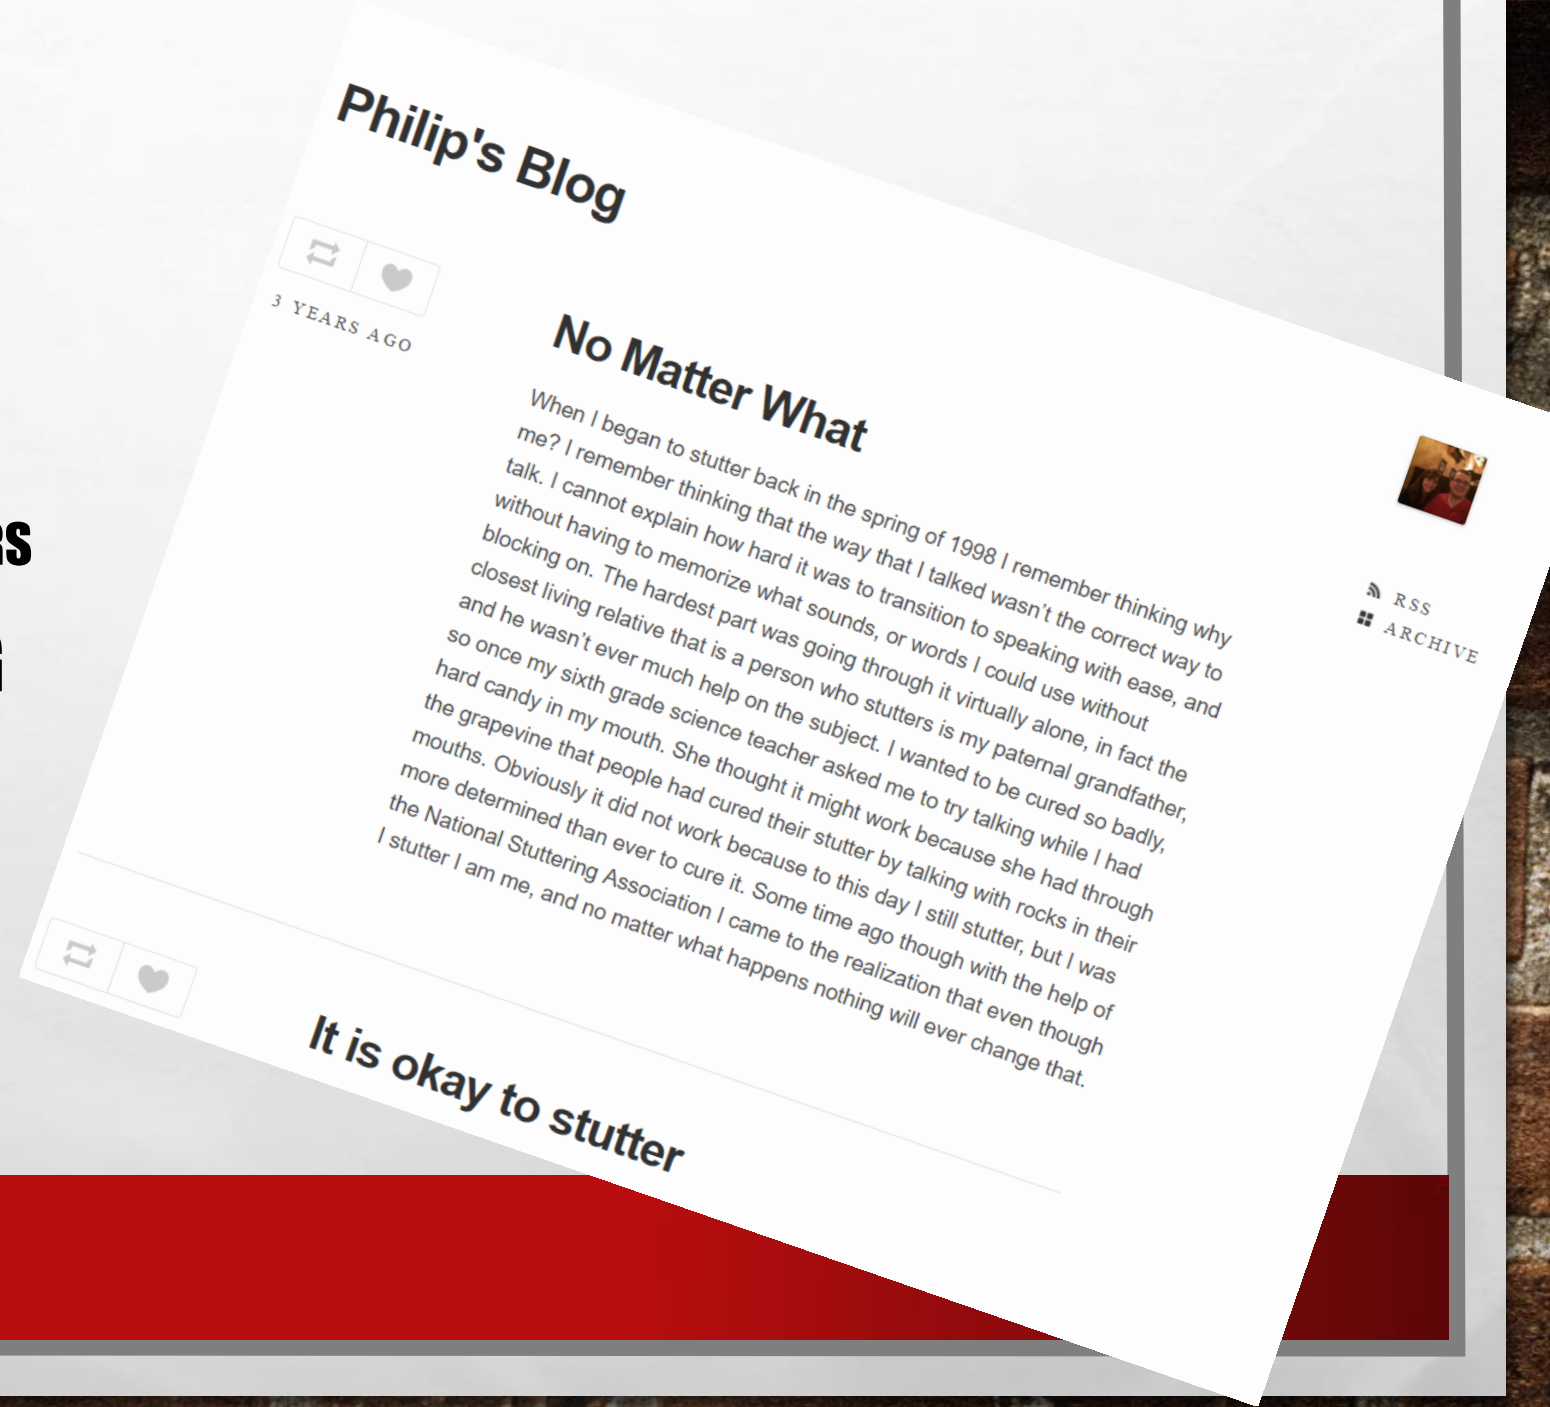 Philip's Blog
3 YEARS AGO
No Matter What
When I began to stutter back in the spring of 1998 I remember thinking why
me? I remember thinking that the way that I talked wasn't the correct way to
talk. I cannot explain how hard it was to transition to speaking with ease, and
without having to memorize what sounds, or words I could use without
blocking on. The hardest part was going through it virtually alone, in fact the
closest living relative that is a person who stutters is my paternal grandfather,
and he wasn't ever much help on the subject. I wanted to be cured so badly,
so once my sixth grade science teacher asked me to try talking while I had
hard candy in my mouth. She thought it might work because she had through
the grapevine that people had cured their stutter by talking with rocks in their
mouths. Obviously it did not work because to this day I still stutter, but I was
more determined than ever to cure it. Some time ago though with the help of
the National Stuttering Association I came to the realization that even though
I stutter I am me, and no matter what happens nothing will ever change that.
RSS
ARCHIVE
It is okay to stutter